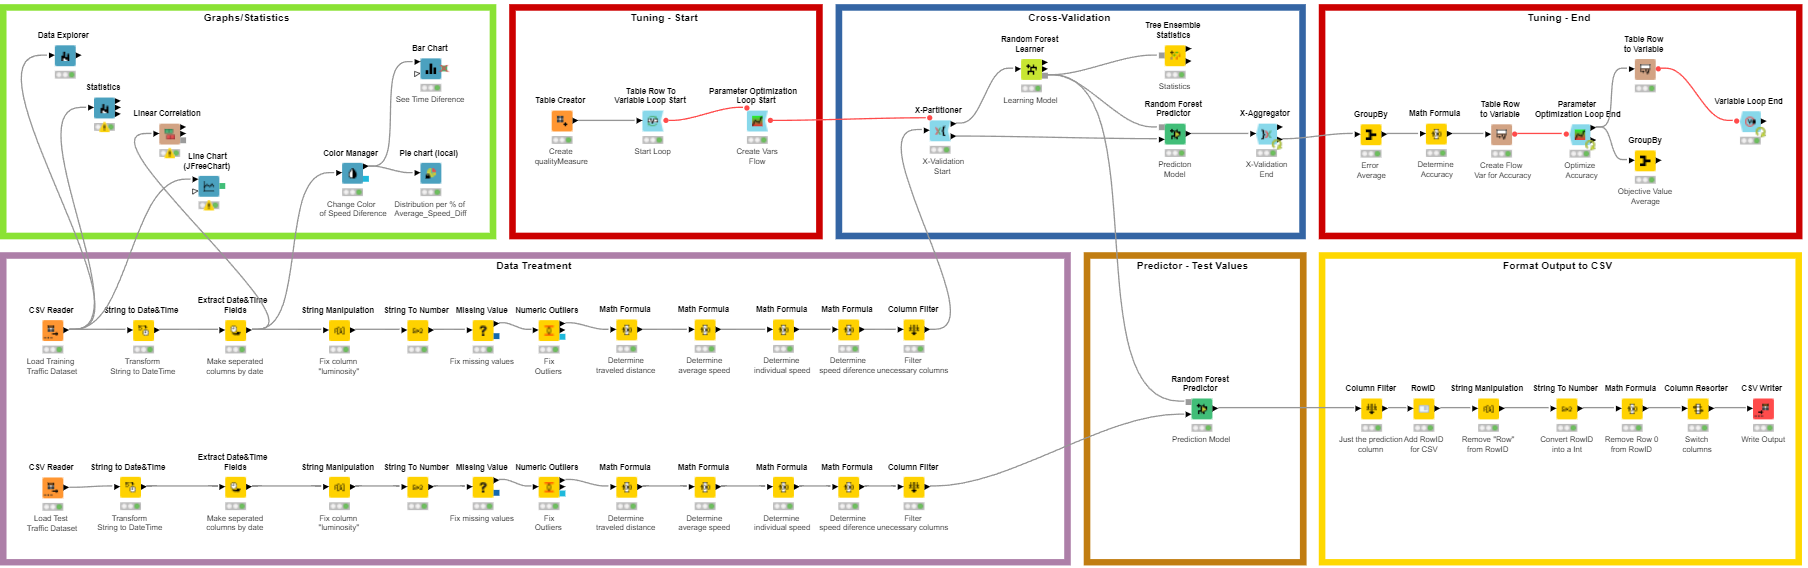 Graphs/Statistics
Data Explorer
Statistics
Linear Correlation
Line Chart
(JFreeChart)
Color Manager
Change Color
of Speed Diference
Bar Chart
See Time Diference
Pie chart (local)
Distribution per % of
Average_Speed_Diff
Tuning - Start
Table Creator
Create
qualityMeasure
Table Row To
Variable Loop Start
Start Loop
Parameter Optimization
Loop Start
Create Vars
Flow
Cross-Validation
X-Partitioner
X-Validation
Start
Random Forest
Learner
Learning Model
Tree Ensemble
Statistics
Statistics
Random Forest
Predictor
Predicton
Model
X-Aggregator
X-Validation
End
Tuning - End
GroupBy
Error
Average
Math Formula
Determine
Accuracy
Table Row
to Variable
Create Flow
Var for Accuracy
Parameter
Optimization Loop End
Optimize
Accuracy
Table Row
to Variable
GroupBy
Objective Value
Average
Variable Loop End
Data Treatment
CSV Reader
Load Training
Traffic Dataset
String to Date&Time
Transform
String to DateTime
Extract Date&Time
Fields
Make seperated
columns by date
String Manipulation
Fix column
"luminosity"
String To Number
Missing Value
Fix missing values
Numeric Outliers
Fix
Outliers
Math Formula
Determine
traveled distance
Math Formula
Determine
average speed
Math Formula
Determine
individual speed
Math Formula
Determine
speed diference
Column Filter
Filter
unecessary columns
CSV Reader
Load Test
Traffic Dataset
String to Date&Time
Transform
String to DateTime
Extract Date&Time
Fields
Make seperated
columns by date
String Manipulation
Fix column
"luminosity"
String To Number
Missing Value
Fix missing values
Numeric Outliers
Fix
Outliers
Math Formula
Determine
traveled distance
Math Formula
Determine
average speed
Math Formula
Determine
individual speed
Math Formula
Determine
speed diference
Column Filter
Filter
unecessary columns
Predictor - Test Values
Random Forest
Predictor
Prediction Model
Format Output to CSV
Column Filter
Just the prediction
column
RowID
Add RowID
for CSV
String Manipulation
Remove "Row"
from RowID
String To Number
Convert RowID
into a Int
Math Formula
Remove Row 0
from RowID
Column Resorter
Switch
columns
CSV Writer
Write Output